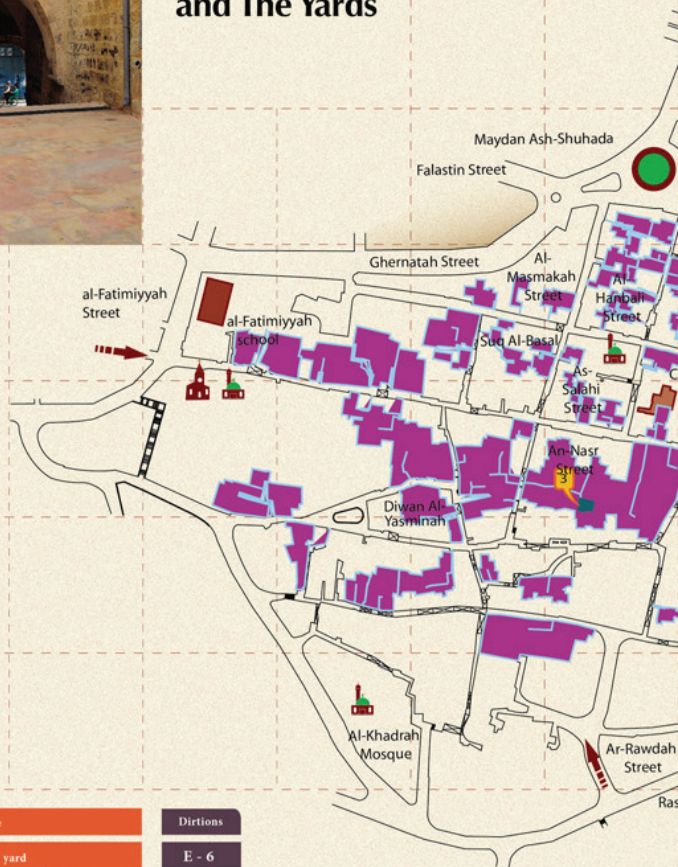 and The Yards
Maydan Ash-Shuhada
Falastin Street
Ghernatah Street
Al-
Masmakah
Street
Al-
Hanbali
Street
al-Fatimiyyah
Street
al-Fatimiyyah
school
Suq Al-Basal
As-
Salahi
Street
An-Nasr
Street
3
Diwan Al-
Yasminah
Al-Khadrah
Mosque
Ar-Rawdah
Street
Ras
Dirtions
yard
E - 6